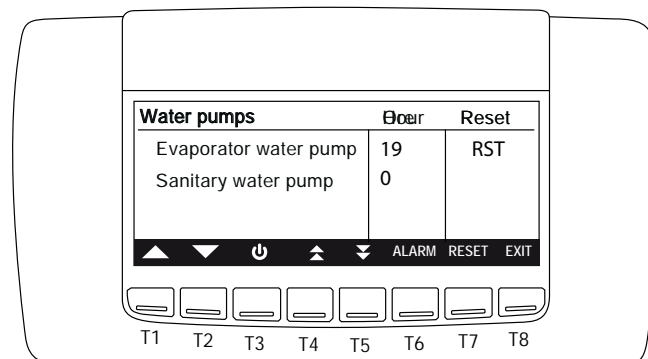 Water pumps Hour Reset
Evaporator water pump 19 RST
Sanitary water pump 0
ALARM RESET EXIT
T1 T2 T3 T4 T5 T6 T7 T8